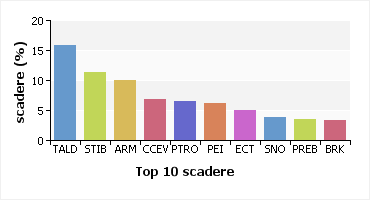 scadere (%)
20
15
10
5
0
TALD STIB ARM CCEV PTRO PEI ECT SNO PREB BRK
Top 10 scadere